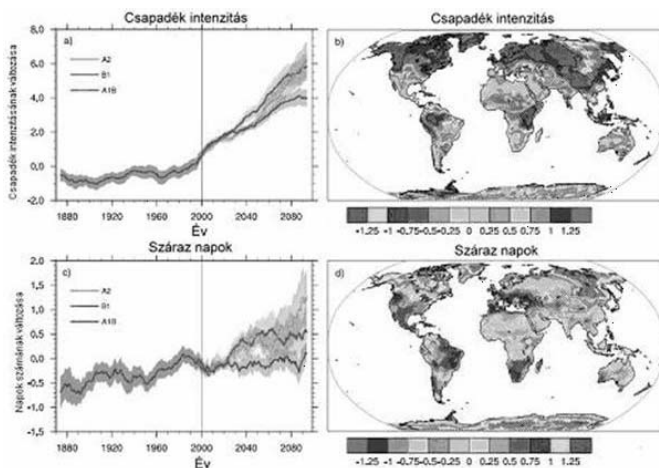 Csapadék intenzitás
a)
A2
B1
A1B
Csapadék intenzitásának változása
8,0
6,0
4,0
2,0
0,0
-2,0
1880 1920 1960 2000 2040 2080
Év
Csapadék intenzitás
b)
-1.25 -1 -0.75 -0.5 -0.25 0 0.25 0.5 0.75 1 1.25
Száraz napok
c)
A2
B1
A1B
Napok számának változása
2,0
1,5
1,0
0,5
0,0
-0,5
-1,0
-1,5
1880 1920 1960 2000 2040 2080
Év
Száraz napok
d)
-1.25 -1 -0.75 -0.5 -0.25 0 0.25 0.5 0.75 1 1.25